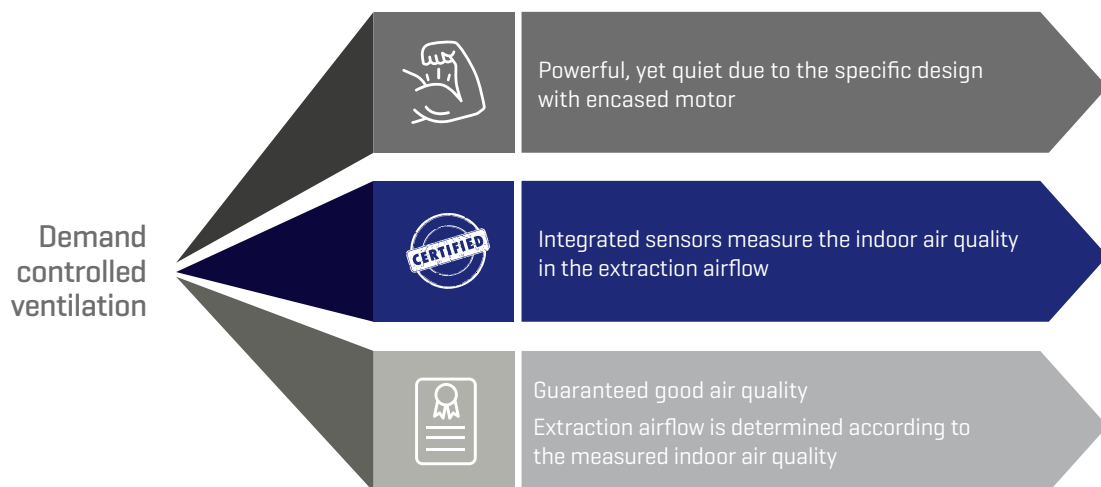 Demand
controlled
ventilation
Powerful, yet quiet due to the specific design
with encased motor
CERTIFIED
Integrated sensors measure the indoor air quality
in the extraction airflow
Guaranteed good air quality
Extraction airflow is determined according to
the measured indoor air quality